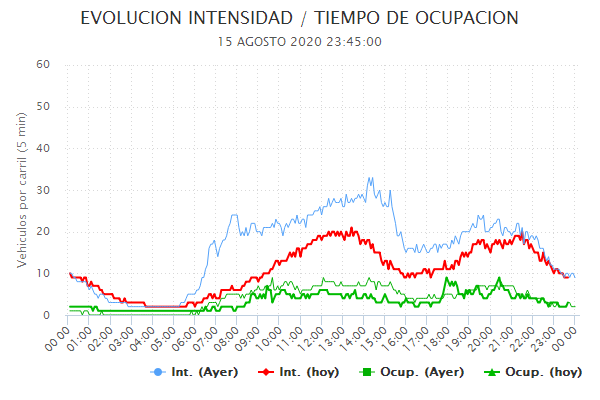 EVOLUCION INTENSIDAD / TIEMPO DE OCUPACION
15 AGOSTO 2020 23:45:00
Vehículos por carril (5 min)
60
50
40
30
20
10
0
00:00 01:00 02:00 03:00 04:00 05:00 06:00 07:00 08:00 09:00 10:00 11:00 12:00 13:00 14:00 15:00 16:00 17:00 18:00 19:00 20:00 21:00 22:00 23:00 00:00
Int. (Ayer) Int. (hoy) Ocup. (Ayer) Ocup. (hoy)